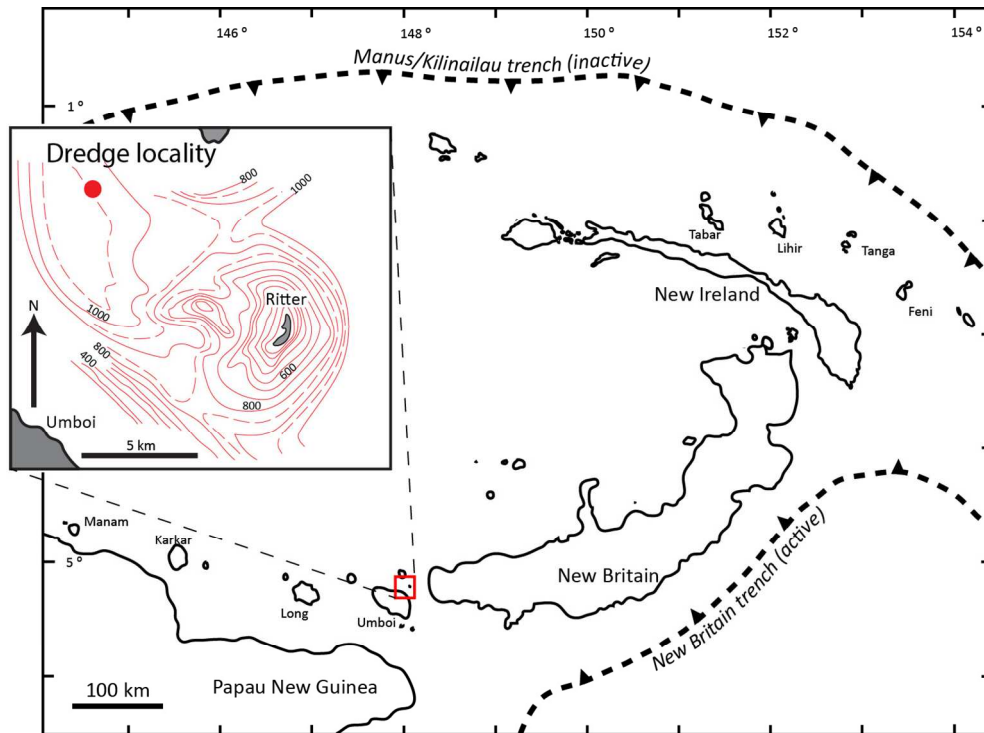 146 º
148 º
150 º
152 º
154 º
Manus/Kilinailau trench (inactive)
1 º
Dredge locality
800
1000
Ritter
N
1000
800
400
600
800
Umboi
5 km
Tabar
Lihir
Tanga
Feni
New Ireland
Manam
Karkar
5º
Long
Umboi
New Britain
New Britain trench (active)
Papau New Guinea
100 km